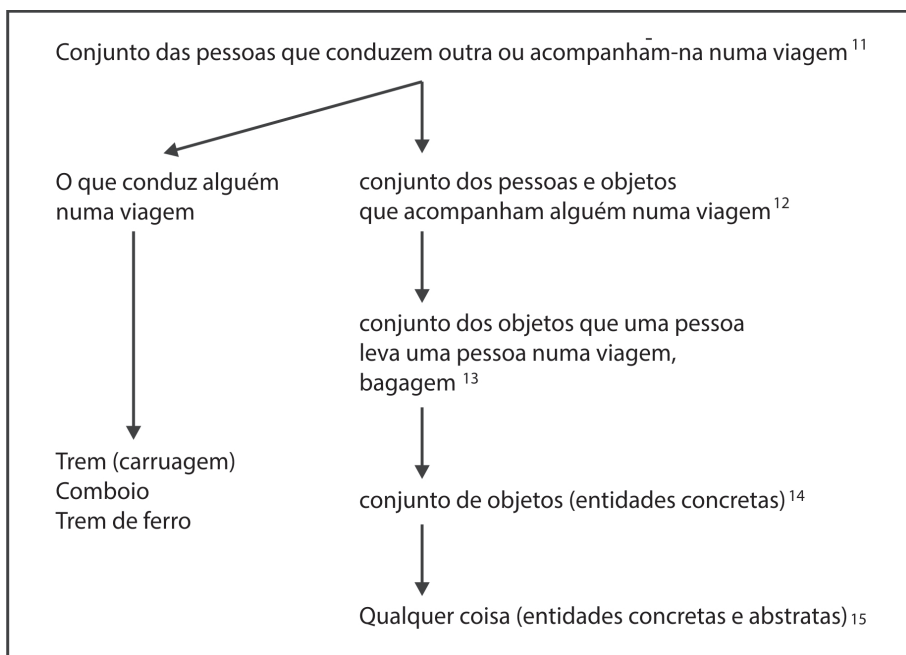 Conjunto das pessoas que conduzem outra ou acompanham-na numa viagem 11
O que conduz alguém
numa viagem
conjunto dos pessoas e objetos
que acompanham alguém numa viagem 12
conjunto dos objetos que uma pessoa
leva uma pessoa numa viagem,
bagagem 13
Trem (carruagem)
Comboio
Trem de ferro
conjunto de objetos (entidades concretas) 14
Qualquer coisa (entidades concretas e abstratas) 15